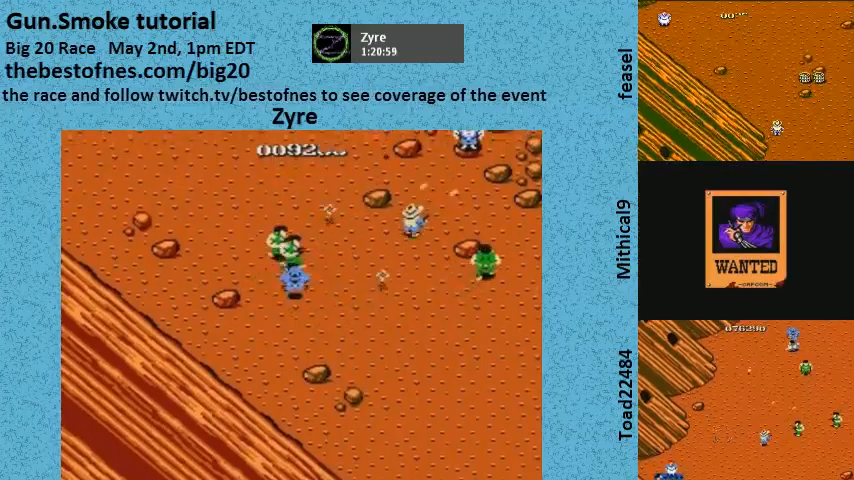 Gun.Smoke tutorial
Big 20 Race May 2nd, 1pm EDT
thebestofnes.com/big20
the race and follow twitch.tv/bestofnes to see coverage of the event
Zyre
1:20:59
Zyre
feasel
Mithical9
WANTED
CAPCOM
Toad22484
076290